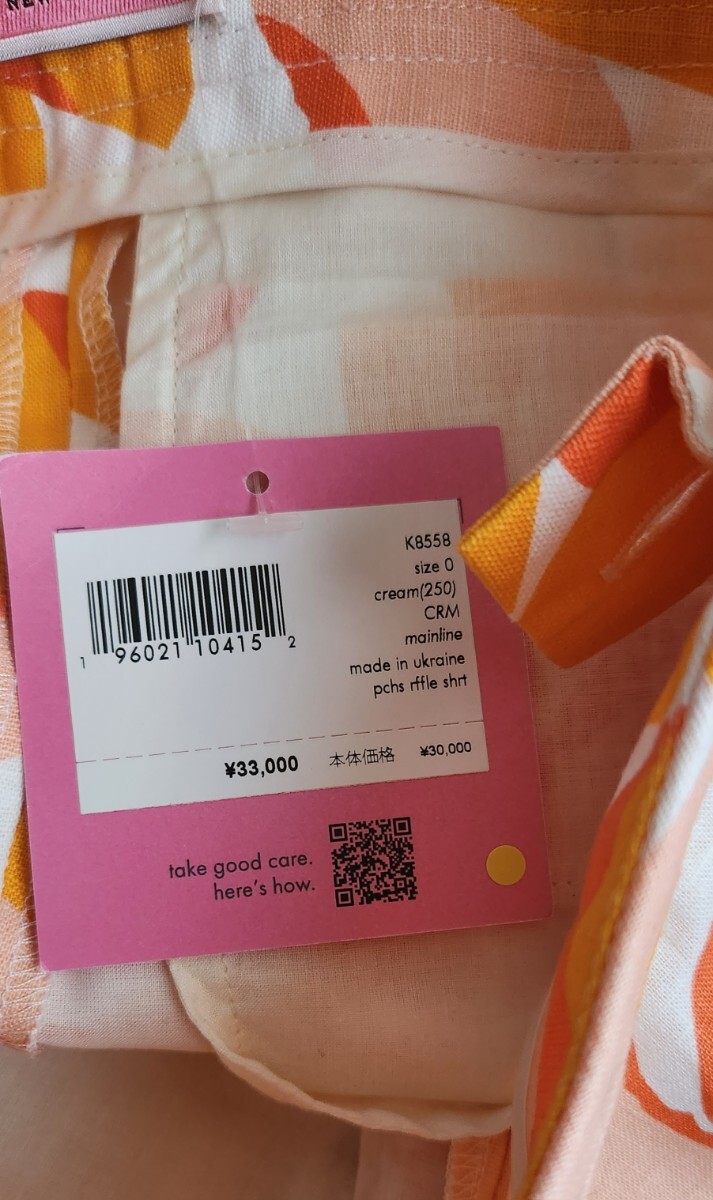 NEW
K8558
size 0
cream(250)
CRM
mainline
made in ukraine
pchs rffle shrt
1 96021 10415 2
¥33,000 本体価格 ¥30,000
take good care.
here's how.